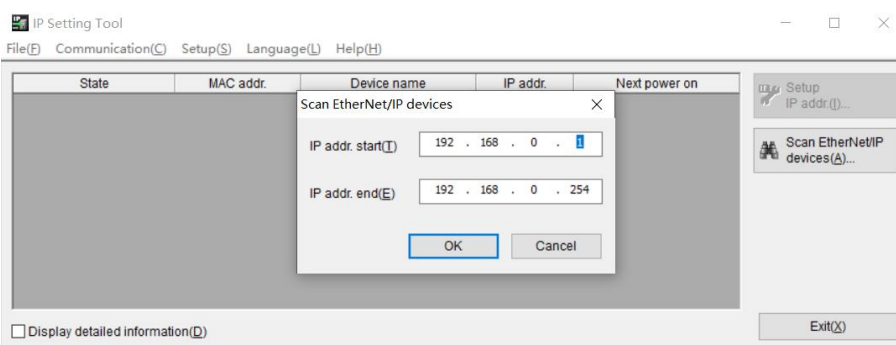 IP Setting Tool
File(F) Communication(C) Setup(S) Language(L) Help(H)
State MAC addr. Device name IP addr. Next power on
Setup IP addr.(I)...
Scan EtherNet/IP devices(A)...
Scan EtherNet/IP devices
IP addr. start(T) 192 . 168 . 0 . 1
IP addr. end(E) 192 . 168 . 0 . 254
OK Cancel
Display detailed information(D)
Exit(X)